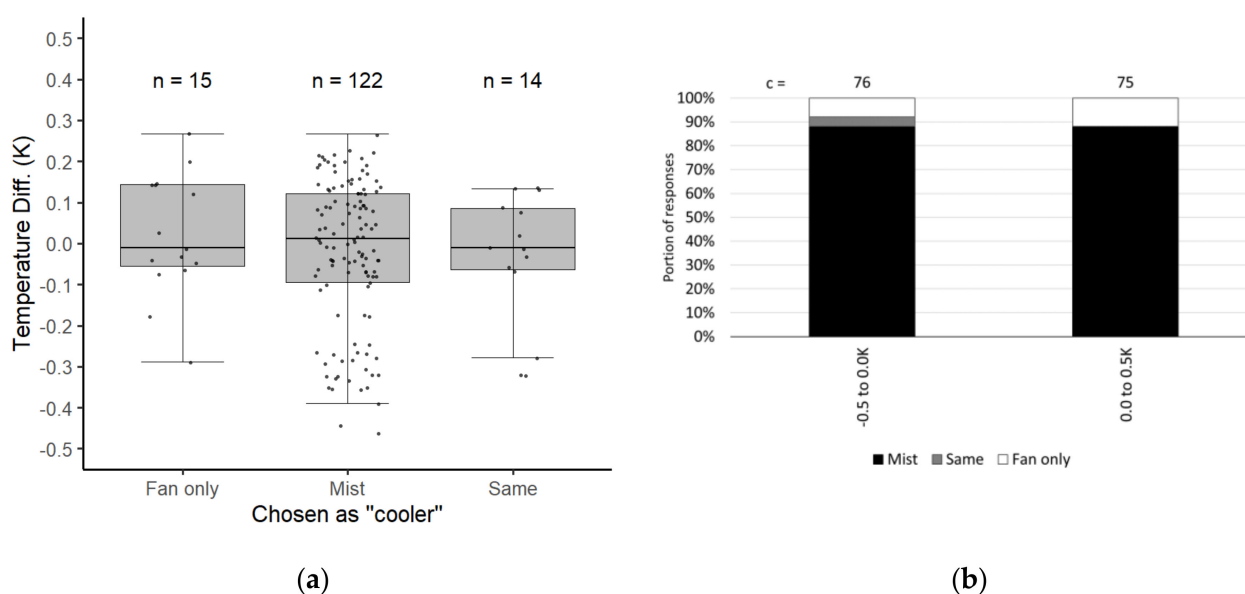 n = 15
n = 122
n = 14
0.5
0.4
0.3
0.2
0.1
0.0
-0.1
-0.2
-0.3
-0.4
-0.5
Temperature Diff. (K)
Fan only
Mist
Same
Chosen as "cooler"
(a)
c =
76
75
100%
90%
80%
70%
60%
50%
40%
30%
20%
10%
0%
Portion of responses
-0.5 to 0.0K
0.0 to 0.5K
Mist Same Fan only
(b)